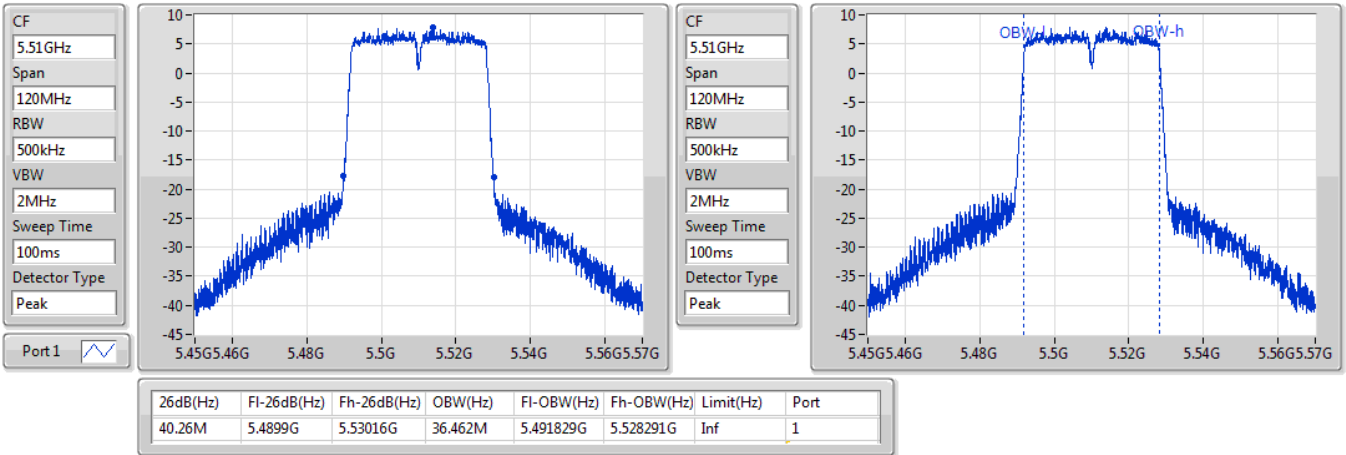 CF
5.51GHz
Span
120MHz
RBW
500kHz
VBW
2MHz
Sweep Time
100ms
Detector Type
Peak
Port 1
10
5
0
-5
-10
-15
-20
-25
-30
-35
-40
-45
5.45G 5.46G 5.48G 5.5G 5.52G 5.54G 5.56G 5.57G
CF
5.51GHz
Span
120MHz
RBW
500kHz
VBW
2MHz
Sweep Time
100ms
Detector Type
Peak
10
5
0
-5
-10
-15
-20
-25
-30
-35
-40
-45
OBW-h
5.45G 5.46G 5.48G 5.5G 5.52G 5.54G 5.56G 5.57G
26dB(Hz) Fl-26dB(Hz) Fh-26dB(Hz) OBW(Hz) Fl-OBW(Hz) Fh-OBW(Hz) Limit(Hz) Port
40.26M 5.4899G 5.53016G 36.462M 5.491829G 5.528291G Inf 1